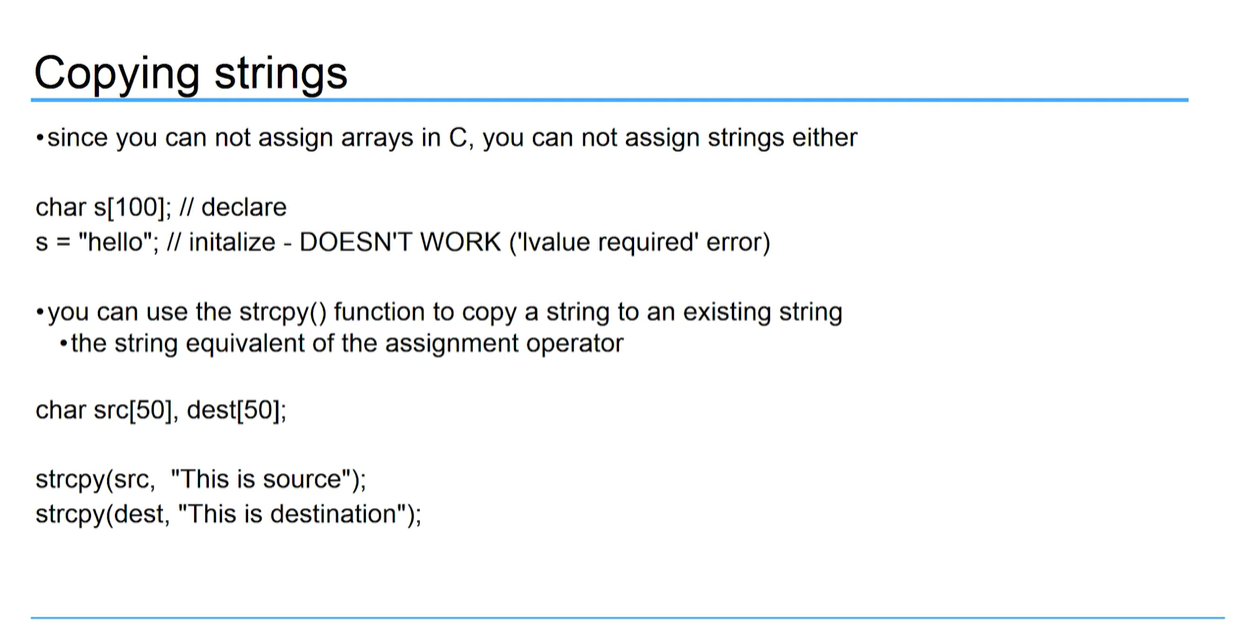 Copying strings
•since you can not assign arrays in C, you can not assign strings either
char s[100]; // declare
s = "hello"; // initalize - DOESN'T WORK ('lvalue required' error)
•you can use the strcpy() function to copy a string to an existing string
•the string equivalent of the assignment operator
char src[50], dest[50];
strcpy(src,  "This is source");
strcpy(dest, "This is destination");